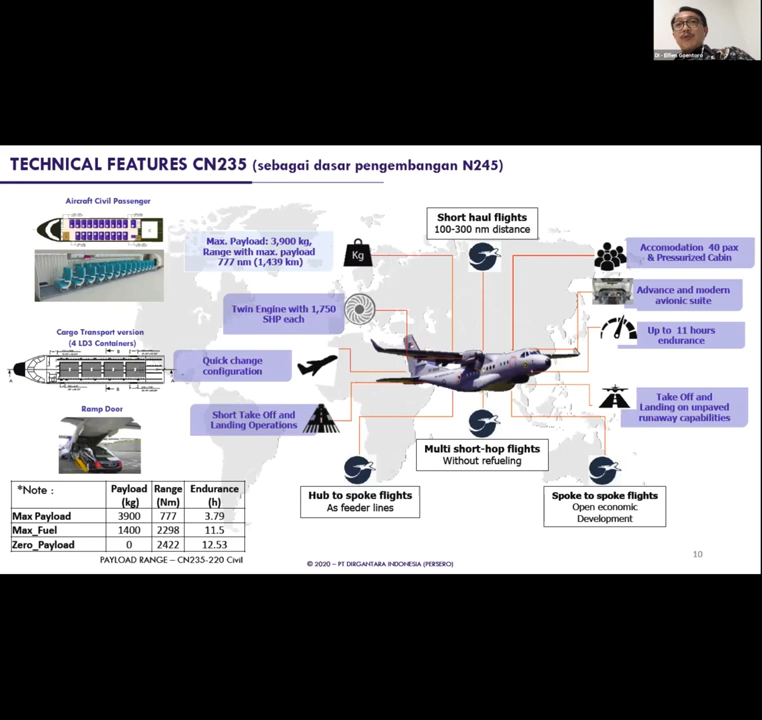 DI - Elfien Goentoro
TECHNICAL FEATURES CN235 (sebagai dasar pengembangan N245)
Aircraft Civil Passenger
Cargo Transport version
(4 LD3 Containers)
A
B
A
B
Ramp Door
Max. Payload: 3,900 kg,
Range with max. payload
777 nm (1,439 km)
Kg
Twin Engine with 1,750
SHP each
Quick change
configuration
Short Take Off and
Landing Operations
Short haul flights
100-300 nm distance
Accomodation 40 pax
& Pressurized Cabin
Advance and modern
avionic suite
Up to 11 hours
endurance
Take Off and
Landing on unpaved
runaway capabilities
Multi short-hop flights
Without refueling
Hub to spoke flights
As feeder lines
Spoke to spoke flights
Open economic
Development
*Note : Payload (kg) Range (Nm) Endurance (h)
Max Payload 3900 777 3.79
Max_Fuel 1400 2298 11.5
Zero_Payload 0 2422 12.53
PAYLOAD RANGE – CN235-220 Civil
© 2020 – PT DIRGANTARA INDONESIA (PERSERO)
10